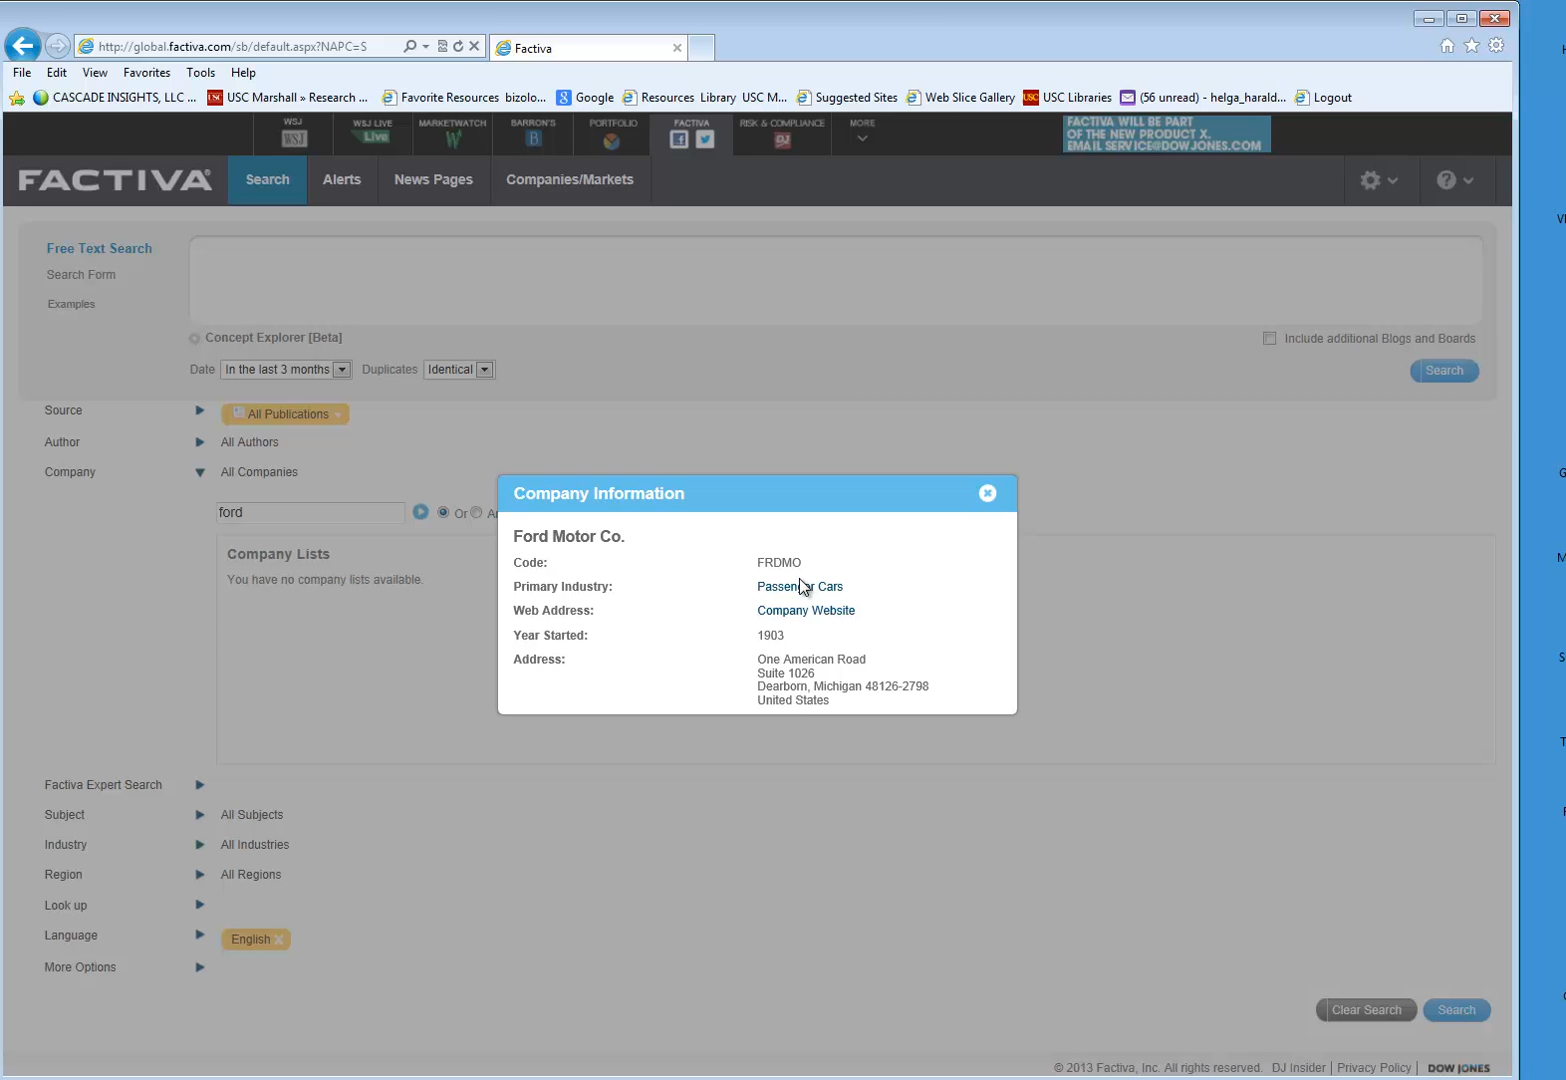 http://global.factiva.com/sb/default.aspx?NAPC=S
Factiva
File Edit View Favorites Tools Help
CASCADE INSIGHTS, LLC ... USC Marshall » Research ... Favorite Resources bizolo... Google Resources Library USC M... Suggested Sites Web Slice Gallery USC Libraries (56 unread) - helga_harald... Logout
WSJ WSJ LIVE MARKETWATCH BARRON'S PORTFOLIO FACTIVA RISK & COMPLIANCE MORE
WSJ Live W B DJ
FACTIVA WILL BE PART
OF THE NEW PRODUCT X.
EMAIL SERVICE@DOWJONES.COM
FACTIVA Search Alerts News Pages Companies/Markets
Free Text Search
Search Form
Examples
Concept Explorer [Beta] Include additional Blogs and Boards
Date In the last 3 months Duplicates Identical Search
Source All Publications
Author All Authors
Company All Companies
ford Or
Company Lists
You have no company lists available.
Company Information
Ford Motor Co.
Code: FRDMO
Primary Industry: Passenger Cars
Web Address: Company Website
Year Started: 1903
Address: One American Road
Suite 1026
Dearborn, Michigan 48126-2798
United States
Factiva Expert Search
Subject All Subjects
Industry All Industries
Region All Regions
Look up
Language English
More Options
Clear Search Search
© 2013 Factiva, Inc. All rights reserved. DJ Insider | Privacy Policy | DOW JONES